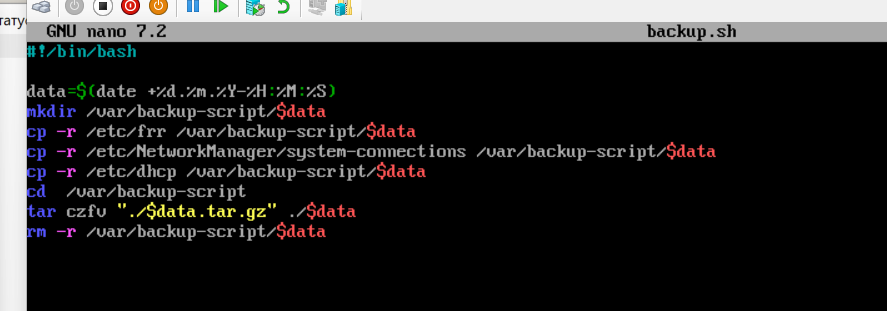 татус
GNU nano 7.2 backup.sh
#!/bin/bash
data=$(date +%d.%m.%Y-%H:%M:%S)
mkdir /var/backup-script/$data
cp -r /etc/frr /var/backup-script/$data
cp -r /etc/NetworkManager/system-connections /var/backup-script/$data
cp -r /etc/dhcp /var/backup-script/$data
cd  /var/backup-script
tar czfv "./$data.tar.gz" ./$data
rm -r /var/backup-script/$data